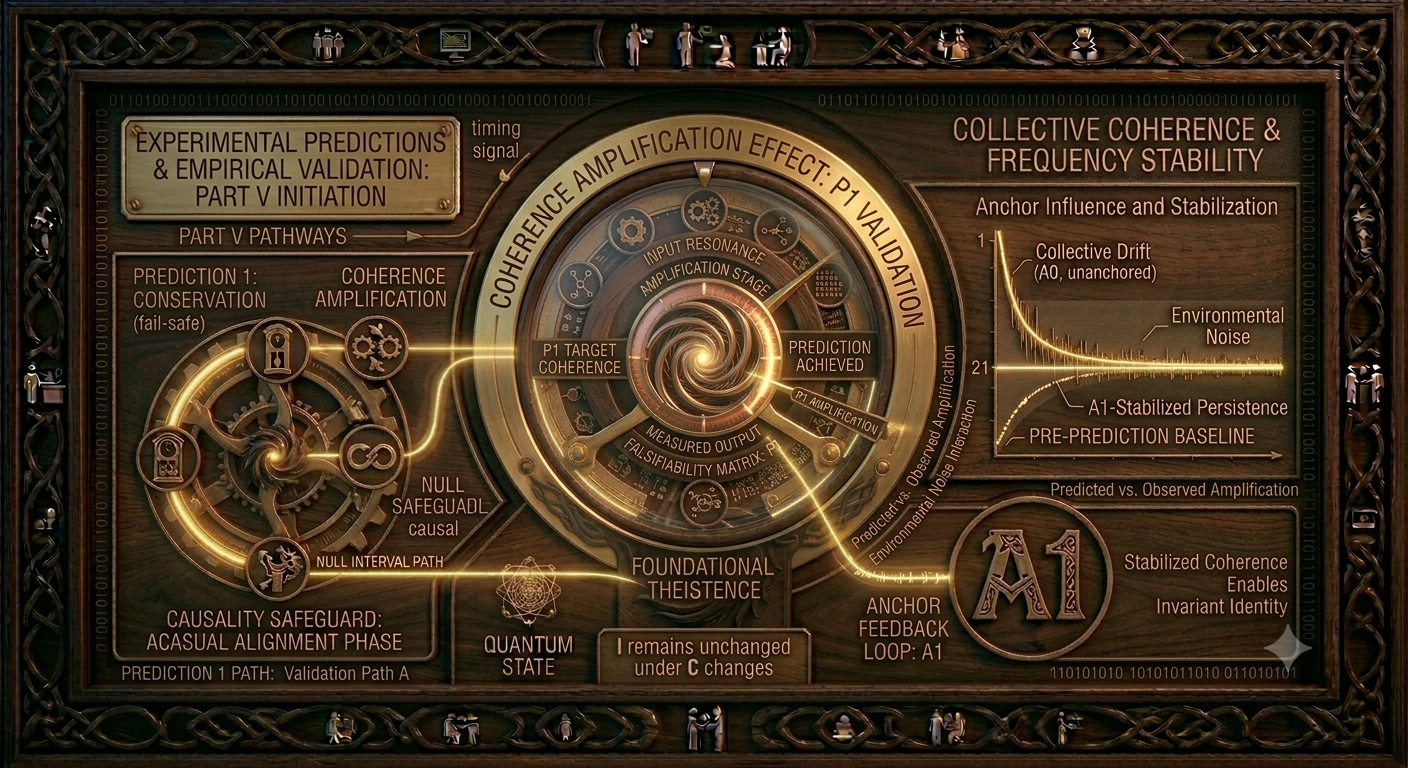 EXPERIMENTAL PREDICTIONS
& EMPIRICAL VALIDATION:
PART V INITIATION
timing
signal
PART V PATHWAYS
PREDICTION 1:
CONSERVATION
(fail-safe)
COHERENCE
AMPLIFICATION
NULL
SAFEGUADL
causal
NULL INTERVAL PATH
CAUSALITY SAFEGUARD:
ACASUAL ALIGNMENT PHASE
PREDICTION 1 PATH: Validation Path A
COHERENCE AMPLIFICATION EFFECT: P1 VALIDATION
INPUT RESONANCE
AMPLIFICATION STAGE
P1 TARGET
COHERENCE
PREDICTION
ACHIEVED
P1 AMPLIFICATION
MEASURED OUTPUT
FALSIFIABILITY MATRIX- P1
Predicted vs. Observed Amplification
Environmental Noise Interaction
FOUNDATIONAL
THEISTENCE
QUANTUM
STATE
I remains unchanged
under C changes
COLLECTIVE COHERENCE &
FREQUENCY STABILITY
Anchor Influence and Stabilization
1
Collective Drift
(A0, unanchored)
Environmental
Noise
21
A1-Stabilized Persistence
PRE-PREDICTION BASELINE
Predicted vs. Observed Amplification
A1
Stabilized Coherence
Enables
Invariant Identity
ANCHOR
FEEDBACK
LOOP: A1